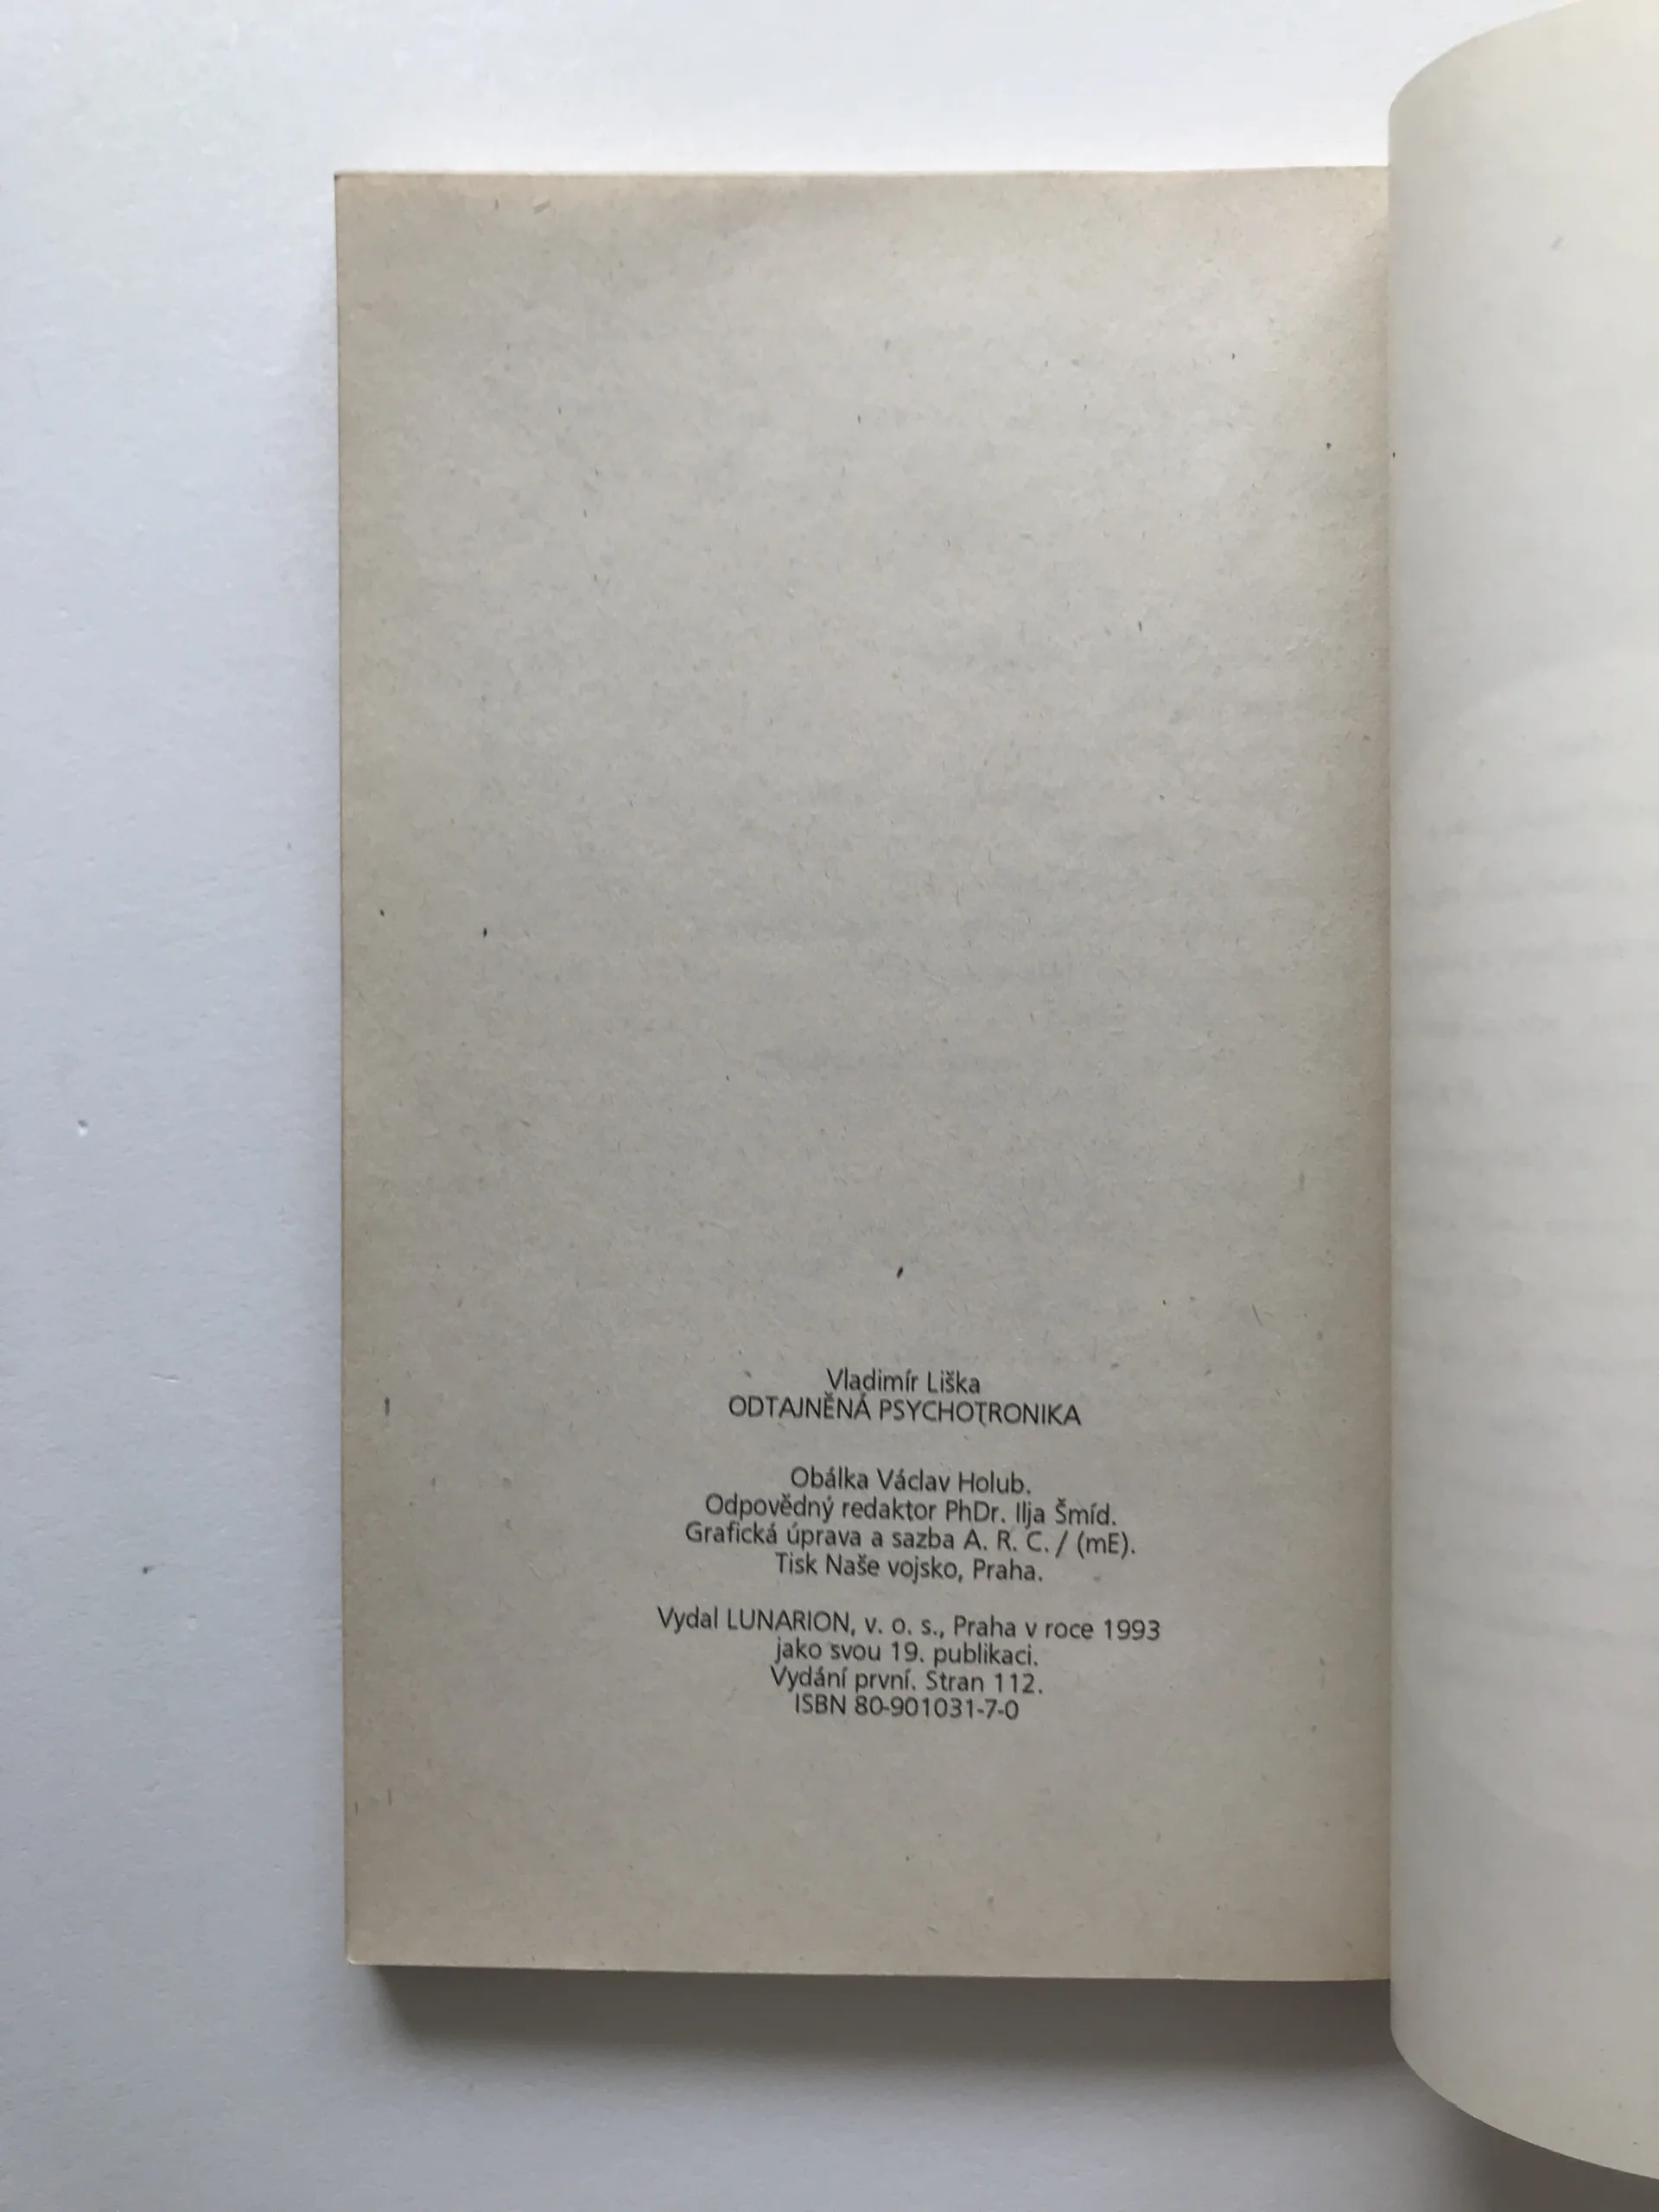 Vladimír Liška
ODTAJNĚNÁ PSYCHOTRONIKA
Obálka Václav Holub.
Odpovědný redaktor PhDr. Ilja Šmíd.
Grafická úprava a sazba A. R. C. / (mE).
Tisk Naše vojsko, Praha.
Vydal LUNARION, v. o. s., Praha v roce 1993
jako svou 19. publikaci.
Vydání první. Stran 112.
ISBN 80-901031-7-0